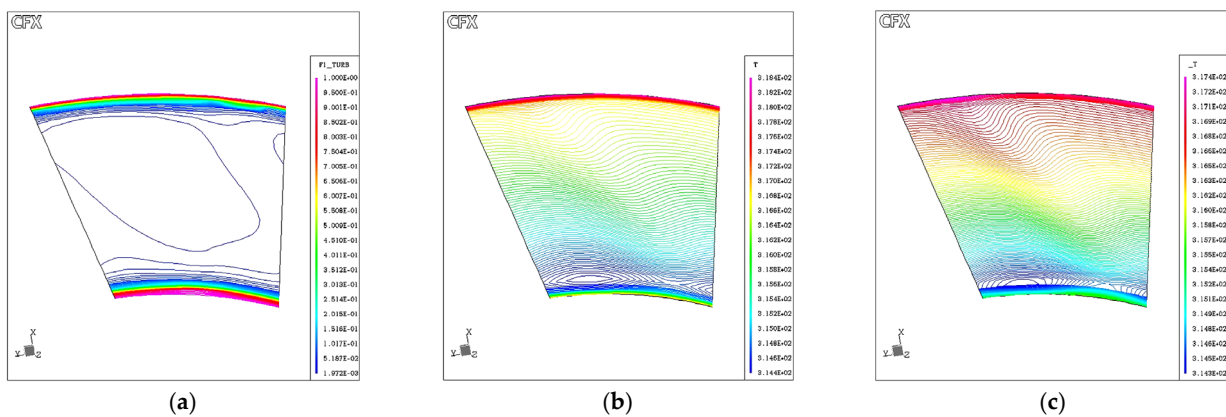 CFX
F1_TURB
1.000E+00
9.500E-01
9.001E-01
8.502E-01
8.003E-01
7.504E-01
7.005E-01
6.506E-01
6.007E-01
5.508E-01
4.510E-01
4.011E-01
3.512E-01
3.013E-01
2.514E-01
2.015E-01
1.516E-01
1.017E-01
5.187E-02
1.972E-03
X
Y
Z
(a)
CFX
T
3.184E+02
3.182E+02
3.180E+02
3.178E+02
3.176E+02
3.174E+02
3.172E+02
3.170E+02
3.168E+02
3.166E+02
3.162E+02
3.160E+02
3.158E+02
3.156E+02
3.154E+02
3.152E+02
3.150E+02
3.148E+02
3.146E+02
3.144E+02
X
Y
Z
(b)
CFX
_T
3.174E+02
3.172E+02
3.171E+02
3.169E+02
3.168E+02
3.166E+02
3.165E+02
3.163E+02
3.162E+02
3.160E+02
3.157E+02
3.155E+02
3.154E+02
3.152E+02
3.151E+02
3.149E+02
3.148E+02
3.146E+02
3.145E+02
3.143E+02
X
Y
Z
(c)